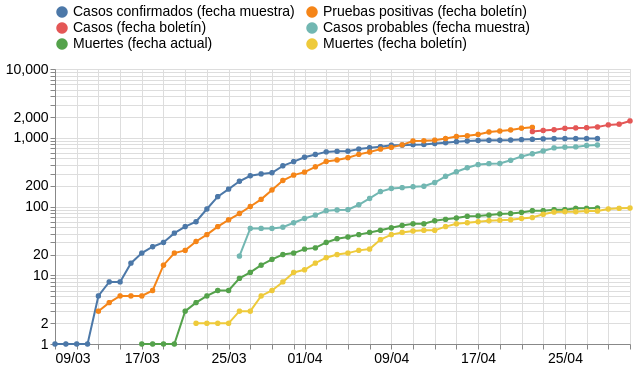 Casos confirmados (fecha muestra) Pruebas positivas (fecha boletín)
Casos (fecha boletín) Casos probables (fecha muestra)
Muertes (fecha actual) Muertes (fecha boletín)
10,000
2,000
1,000
200
100
20
10
2
1
09/03 17/03 25/03 01/04 09/04 17/04 25/04